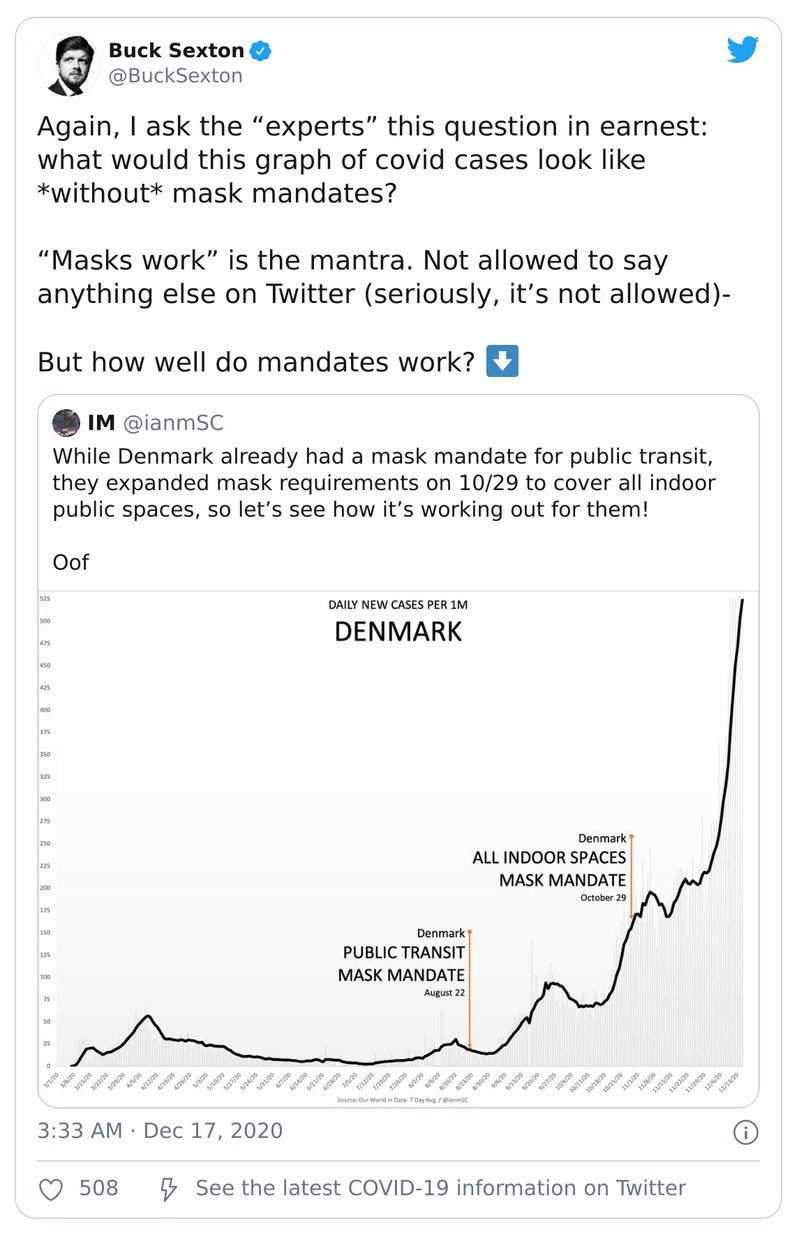 Buck Sexton
@BuckSexton
Again, I ask the “experts” this question in earnest:
what would this graph of covid cases look like
*without* mask mandates?
“Masks work” is the mantra. Not allowed to say
anything else on Twitter (seriously, it’s not allowed)-
But how well do mandates work? ⬇️
IM @ianmSC
While Denmark already had a mask mandate for public transit,
they expanded mask requirements on 10/29 to cover all indoor
public spaces, so let’s see how it’s working out for them!
Oof
DAILY NEW CASES PER 1M
DENMARK
525
500
475
450
425
400
375
350
325
300
275
250
225
200
175
150
125
100
75
50
25
0
Denmark
ALL INDOOR SPACES
MASK MANDATE
October 29
Denmark
PUBLIC TRANSIT
MASK MANDATE
August 22
3/1/20 3/8/20 3/15/20 3/22/20 3/29/20 4/5/20 4/12/20 4/19/20 4/26/20 5/3/20 5/10/20 5/17/20 5/24/20 5/31/20 6/7/20 6/14/20 6/21/20 6/28/20 7/5/20 7/12/20 7/19/20 7/26/20 8/2/20 8/9/20 8/16/20 8/23/20 8/30/20 9/6/20 9/13/20 9/20/20 9/27/20 10/4/20 10/11/20 10/18/20 10/25/20 11/1/20 11/8/20 11/15/20 11/22/20 11/29/20 12/6/20 12/13/20
Source: Our World in Data- 7 Day Avg. / @ianmSC
3:33 AM · Dec 17, 2020
508
See the latest COVID-19 information on Twitter